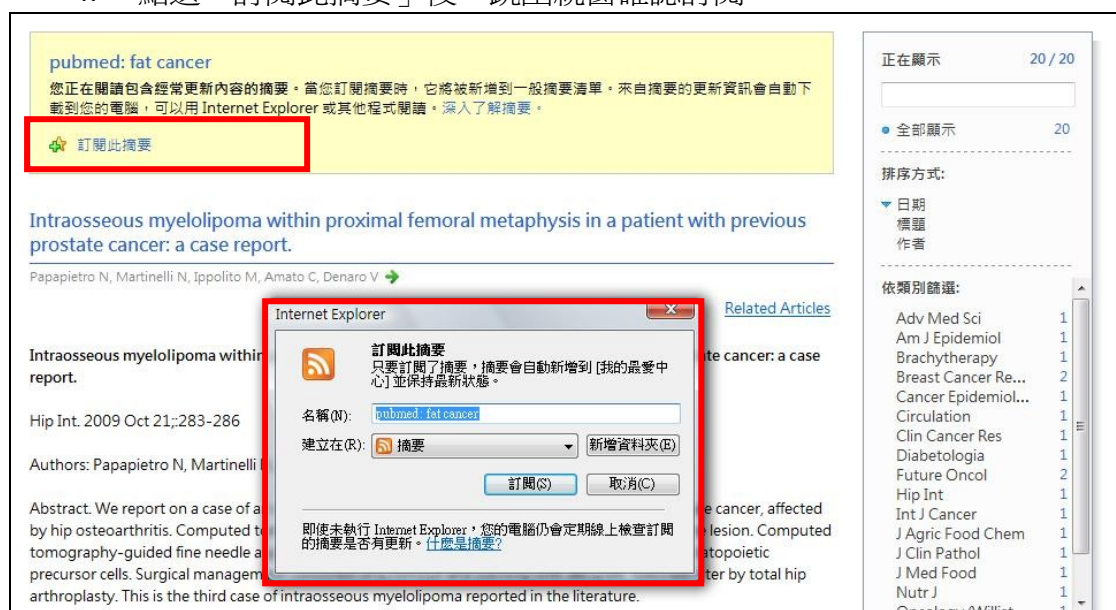 點選「訂閱此摘要」後，跳出視窗確認訂閱
pubmed: fat cancer
您正在閱讀包含經常更新內容的摘要。當您訂閱摘要時，它將被新增到一般摘要清單。來自摘要的更新資訊會自動下
載到您的電腦，可以用 Internet Explorer 或其他程式閱讀。深入了解摘要。
訂閱此摘要
Intraosseous myelolipoma within proximal femoral metaphysis in a patient with previous
prostate cancer: a case report.
Papapietro N, Martinelli N, Ippolito M, Amato C, Denaro V
Related Articles
Intraosseous myelolipoma within
te cancer: a case
report.
Hip Int. 2009 Oct 21;:283-286
Authors: Papapietro N, Martinelli
Abstract. We report on a case of a
e cancer, affected
by hip osteoarthritis. Computed
lesion. Computed
tomography-guided fine needle a
atopoietic
precursor cells. Surgical managem
ter by total hip
arthroplasty. This is the third case of intraosseous myelolipoma reported in the literature.
Internet Explorer
訂閱此摘要
只要訂閱了摘要，摘要會自動新增到 [我的最愛中
心] 並保持最新狀態。
名稱(N): pubmed: fat cancer
建立在(R): 摘要 新增資料夾(E)
訂閱(S) 取消(C)
即使未執行 Internet Explorer，您的電腦仍會定期線上檢查訂閱
的摘要是否有更新。什麼是摘要?
正在顯示 20 / 20
全部顯示 20
排序方式:
日期
標題
作者
依類別篩選:
Adv Med Sci 1
Am J Epidemiol 1
Brachytherapy 1
Breast Cancer Re... 2
Cancer Epidemiol... 1
Circulation 1
Clin Cancer Res 1
Diabetologia 1
Future Oncol 2
Hip Int 1
Int J Cancer 1
J Agric Food Chem 1
J Clin Pathol 1
J Med Food 1
Nutr J 1